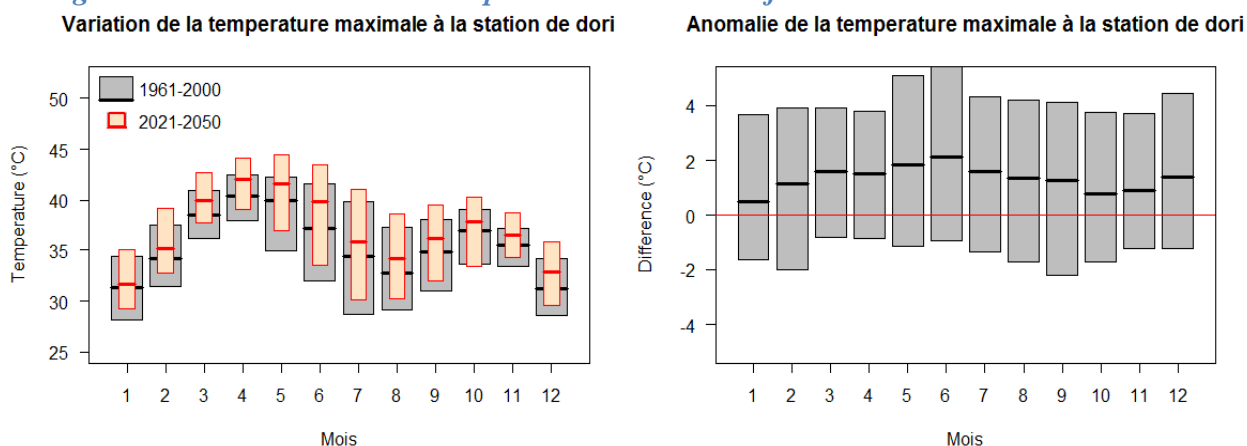 Variation de la temperature maximale à la station de dori
50
45
40
35
30
25
Temperature (°C)
1961-2000
2021-2050
1 2 3 4 5 6 7 8 9 10 11 12
Mois
Anomalie de la temperature maximale à la station de dori
4
2
0
-2
-4
Difference (°C)
1 2 3 4 5 6 7 8 9 10 11 12
Mois